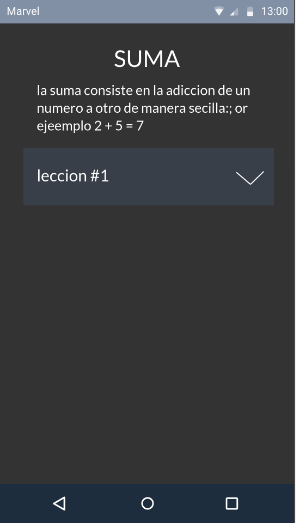 Marvel 13:00
SUMA
la suma consiste en la adiccion de un
numero a otro de manera secilla:; or
ejeemplo 2 + 5 = 7
leccion #1